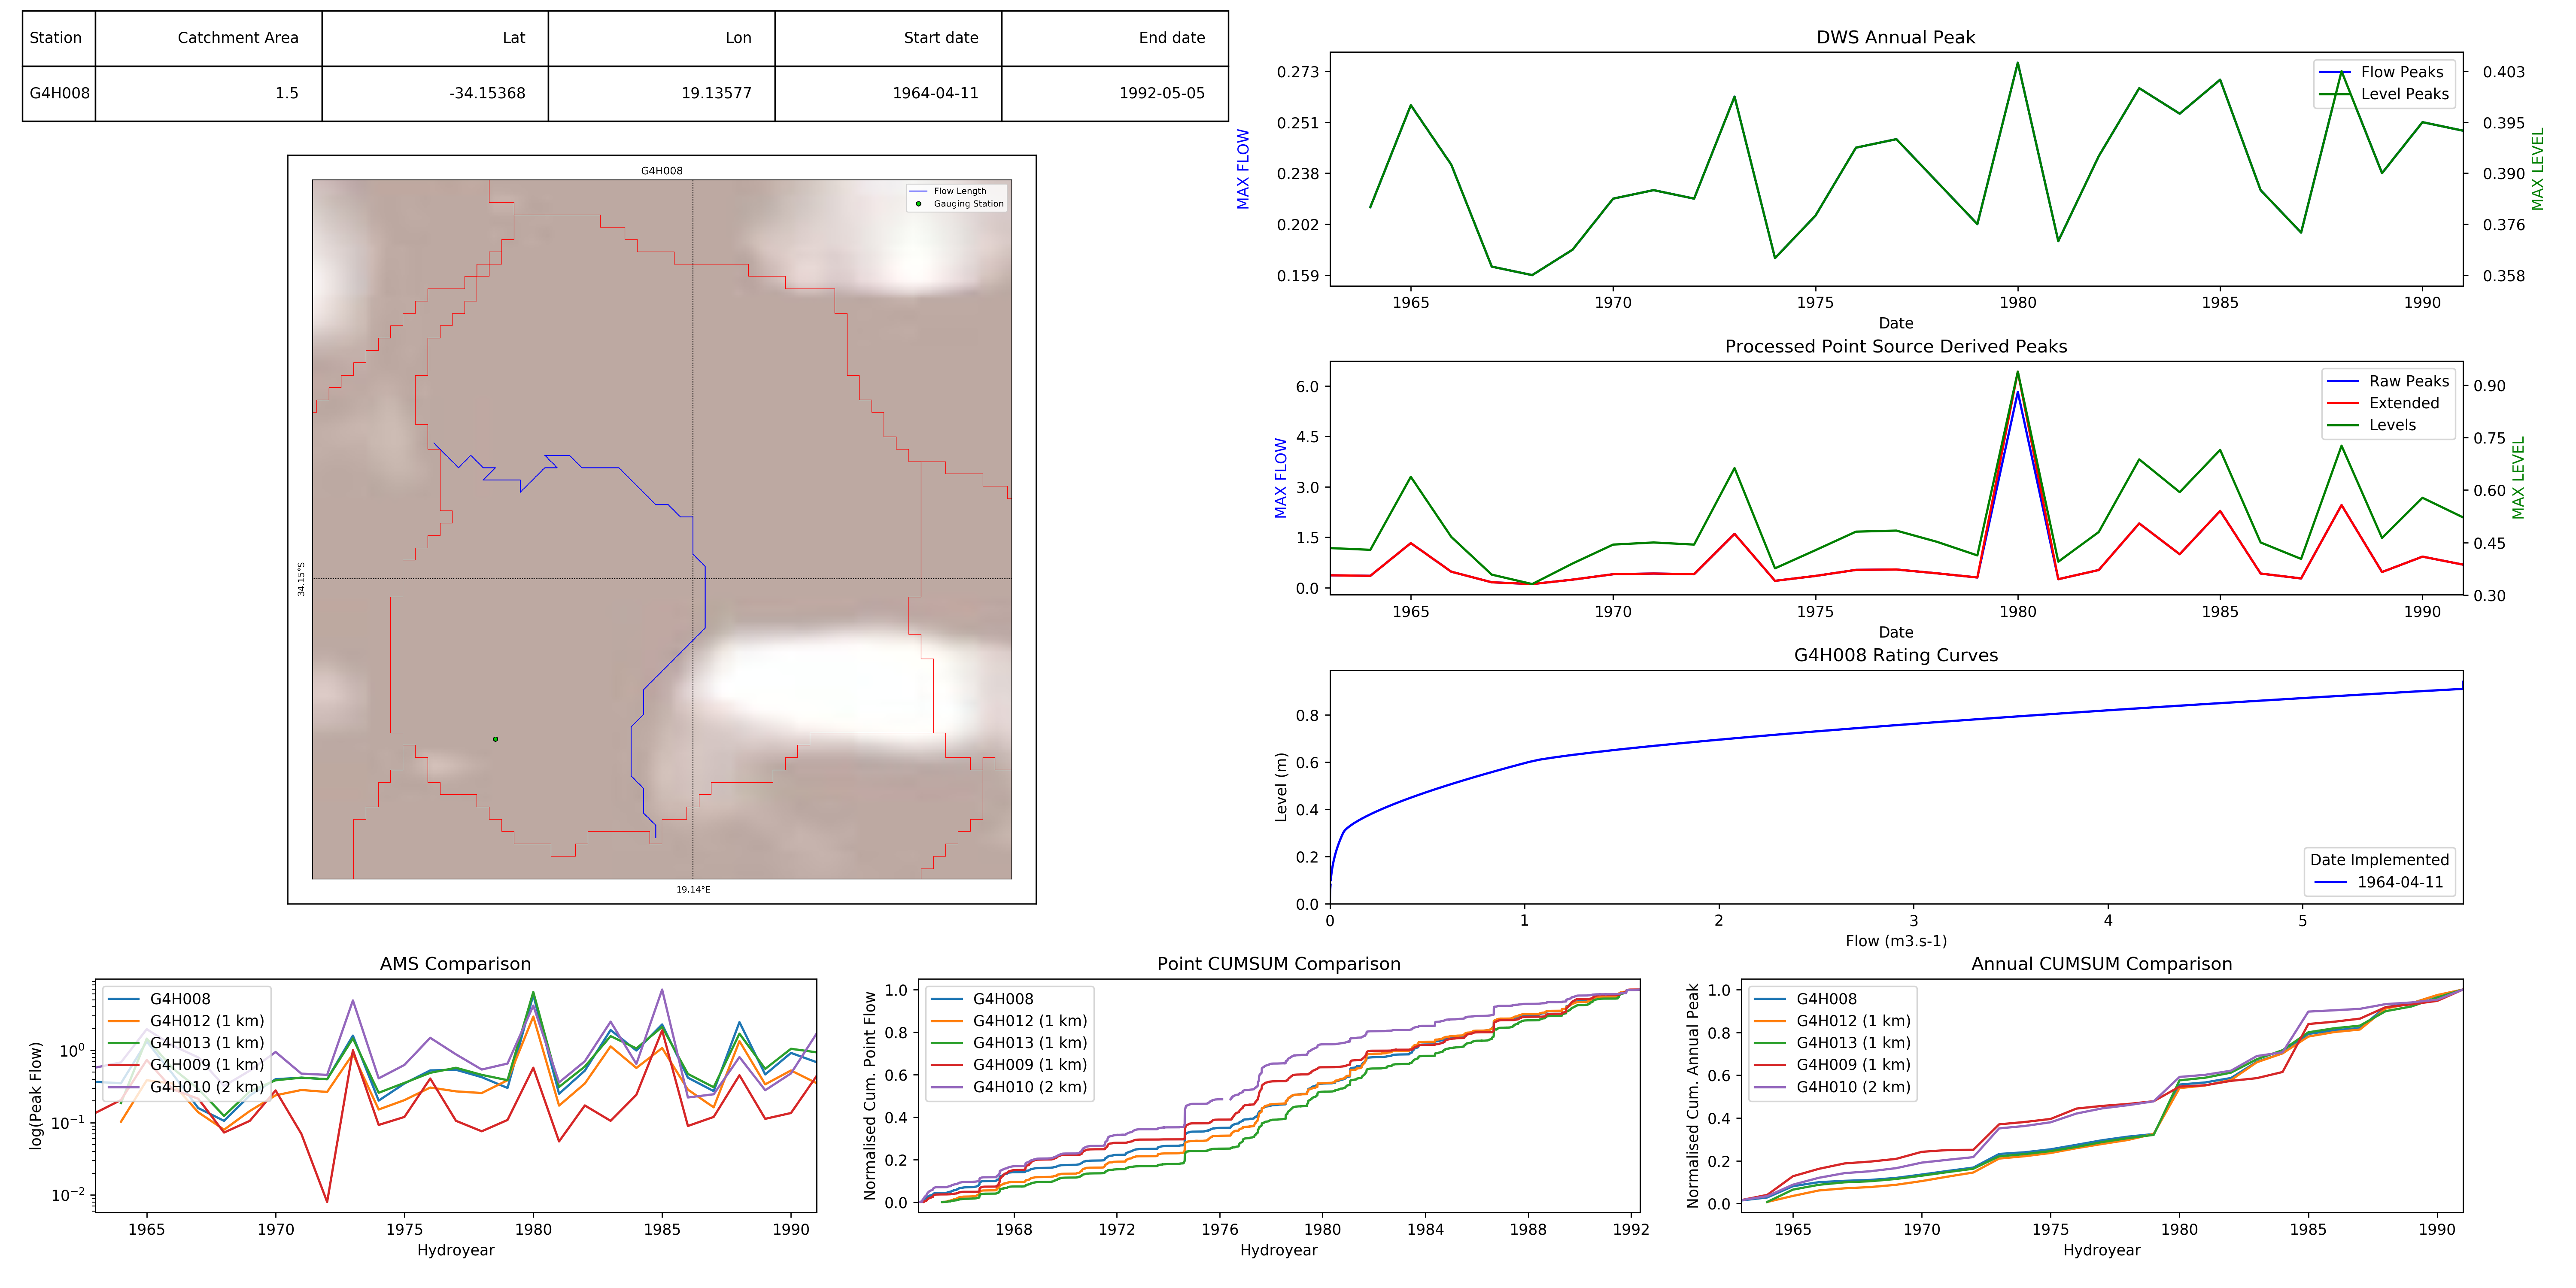 Station Catchment Area Lat Lon Start date End date
G4H008 1.5 -34.15368 19.13577 1964-04-11 1992-05-05
G4H008
Flow Length
Gauging Station
34.15°S
19.14°E
DWS Annual Peak
MAX FLOW
0.273
0.251
0.238
0.202
0.159
Flow Peaks
Level Peaks
0.403
0.395
0.390
0.376
0.358
MAX LEVEL
1965 1970 1975 1980 1985 1990
Date
Processed Point Source Derived Peaks
MAX FLOW
6.0
4.5
3.0
1.5
0.0
Raw Peaks
Extended
Levels
0.90
0.75
0.60
0.45
0.30
MAX LEVEL
1965 1970 1975 1980 1985 1990
Date
G4H008 Rating Curves
Level (m)
0.8
0.6
0.4
0.2
0.0
Date Implemented
1964-04-11
0 1 2 3 4 5
Flow (m3.s-1)
AMS Comparison
log(Peak Flow)
10⁰
10⁻¹
10⁻²
G4H008
G4H012 (1 km)
G4H013 (1 km)
G4H009 (1 km)
G4H010 (2 km)
1965 1970 1975 1980 1985 1990
Hydroyear
Point CUMSUM Comparison
Normalised Cum. Point Flow
1.0
0.8
0.6
0.4
0.2
0.0
G4H008
G4H012 (1 km)
G4H013 (1 km)
G4H009 (1 km)
G4H010 (2 km)
1968 1972 1976 1980 1984 1988 1992
Hydroyear
Annual CUMSUM Comparison
Normalised Cum. Annual Peak
1.0
0.8
0.6
0.4
0.2
0.0
G4H008
G4H012 (1 km)
G4H013 (1 km)
G4H009 (1 km)
G4H010 (2 km)
1965 1970 1975 1980 1985 1990
Hydroyear